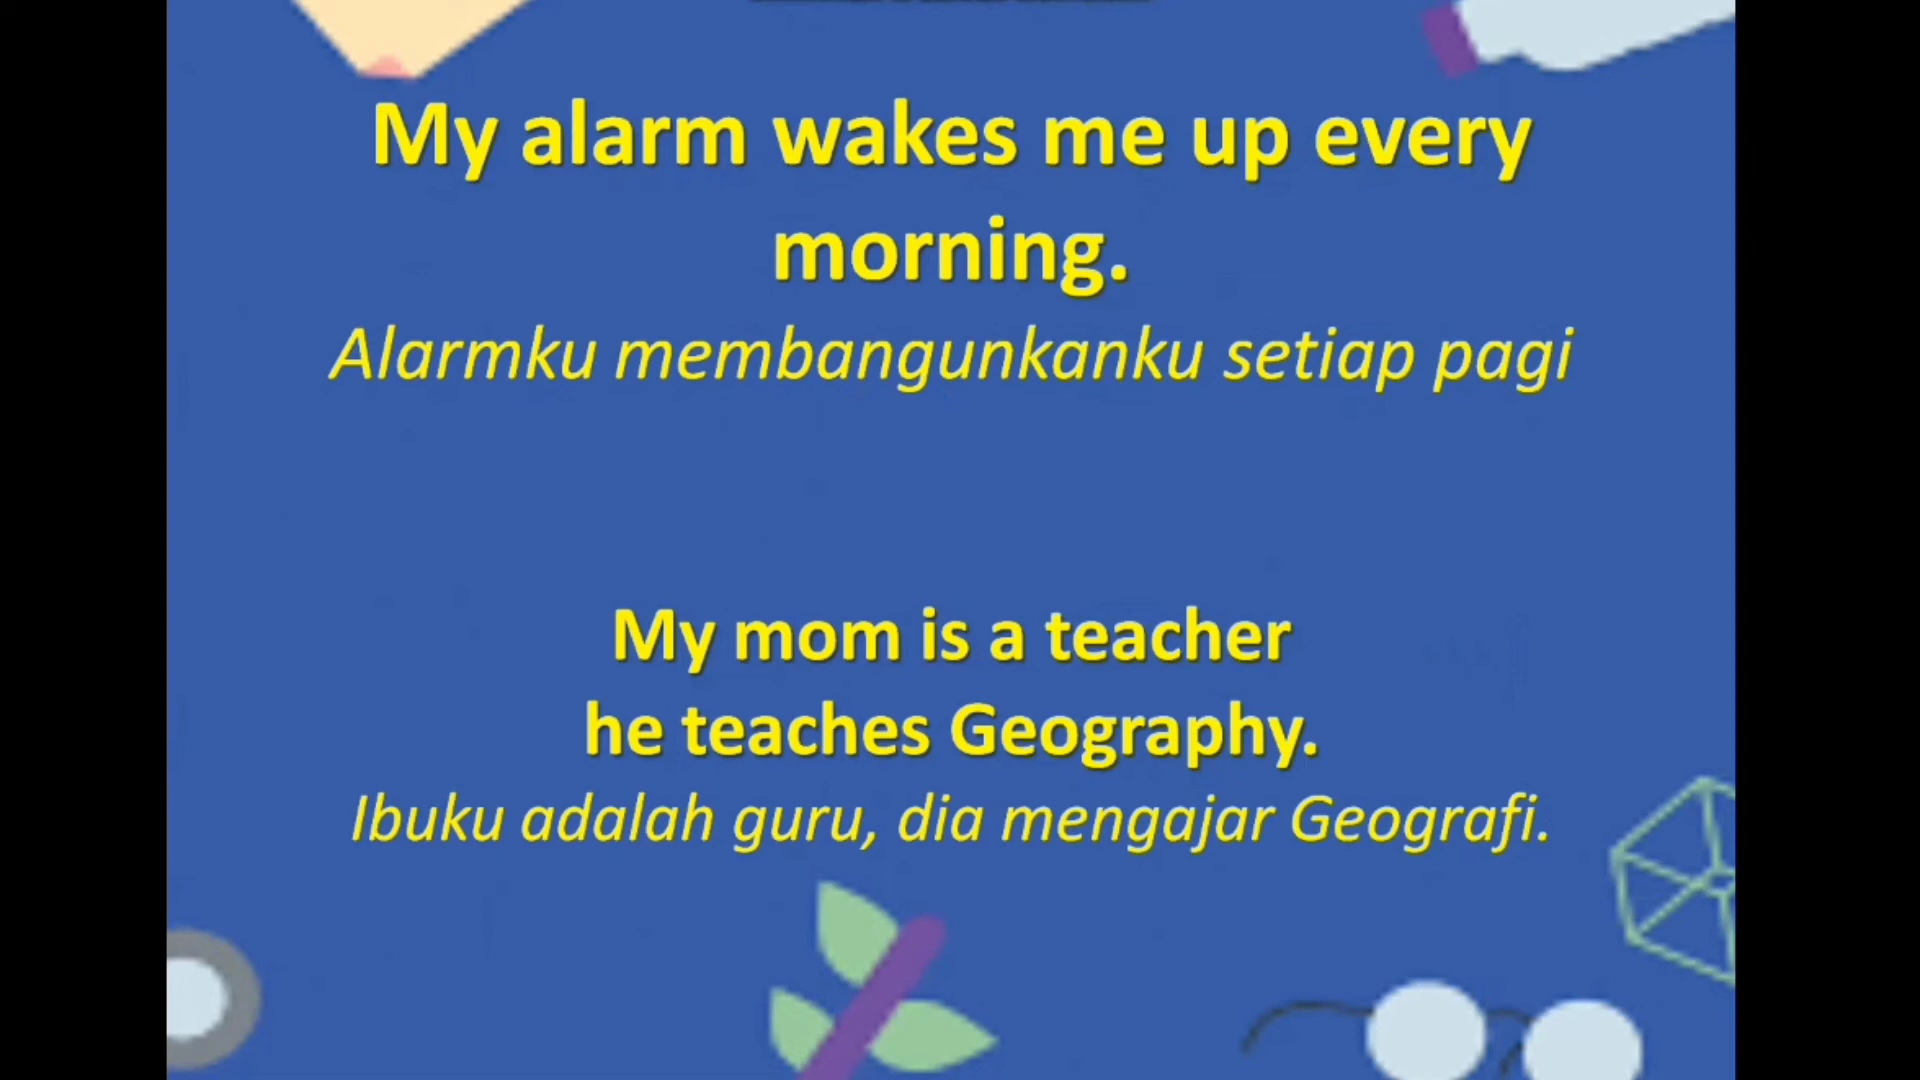 My alarm wakes me up every
morning.
Alarmku membangunkanku setiap pagi
My mom is a teacher
he teaches Geography.
Ibuku adalah guru, dia mengajar Geografi.